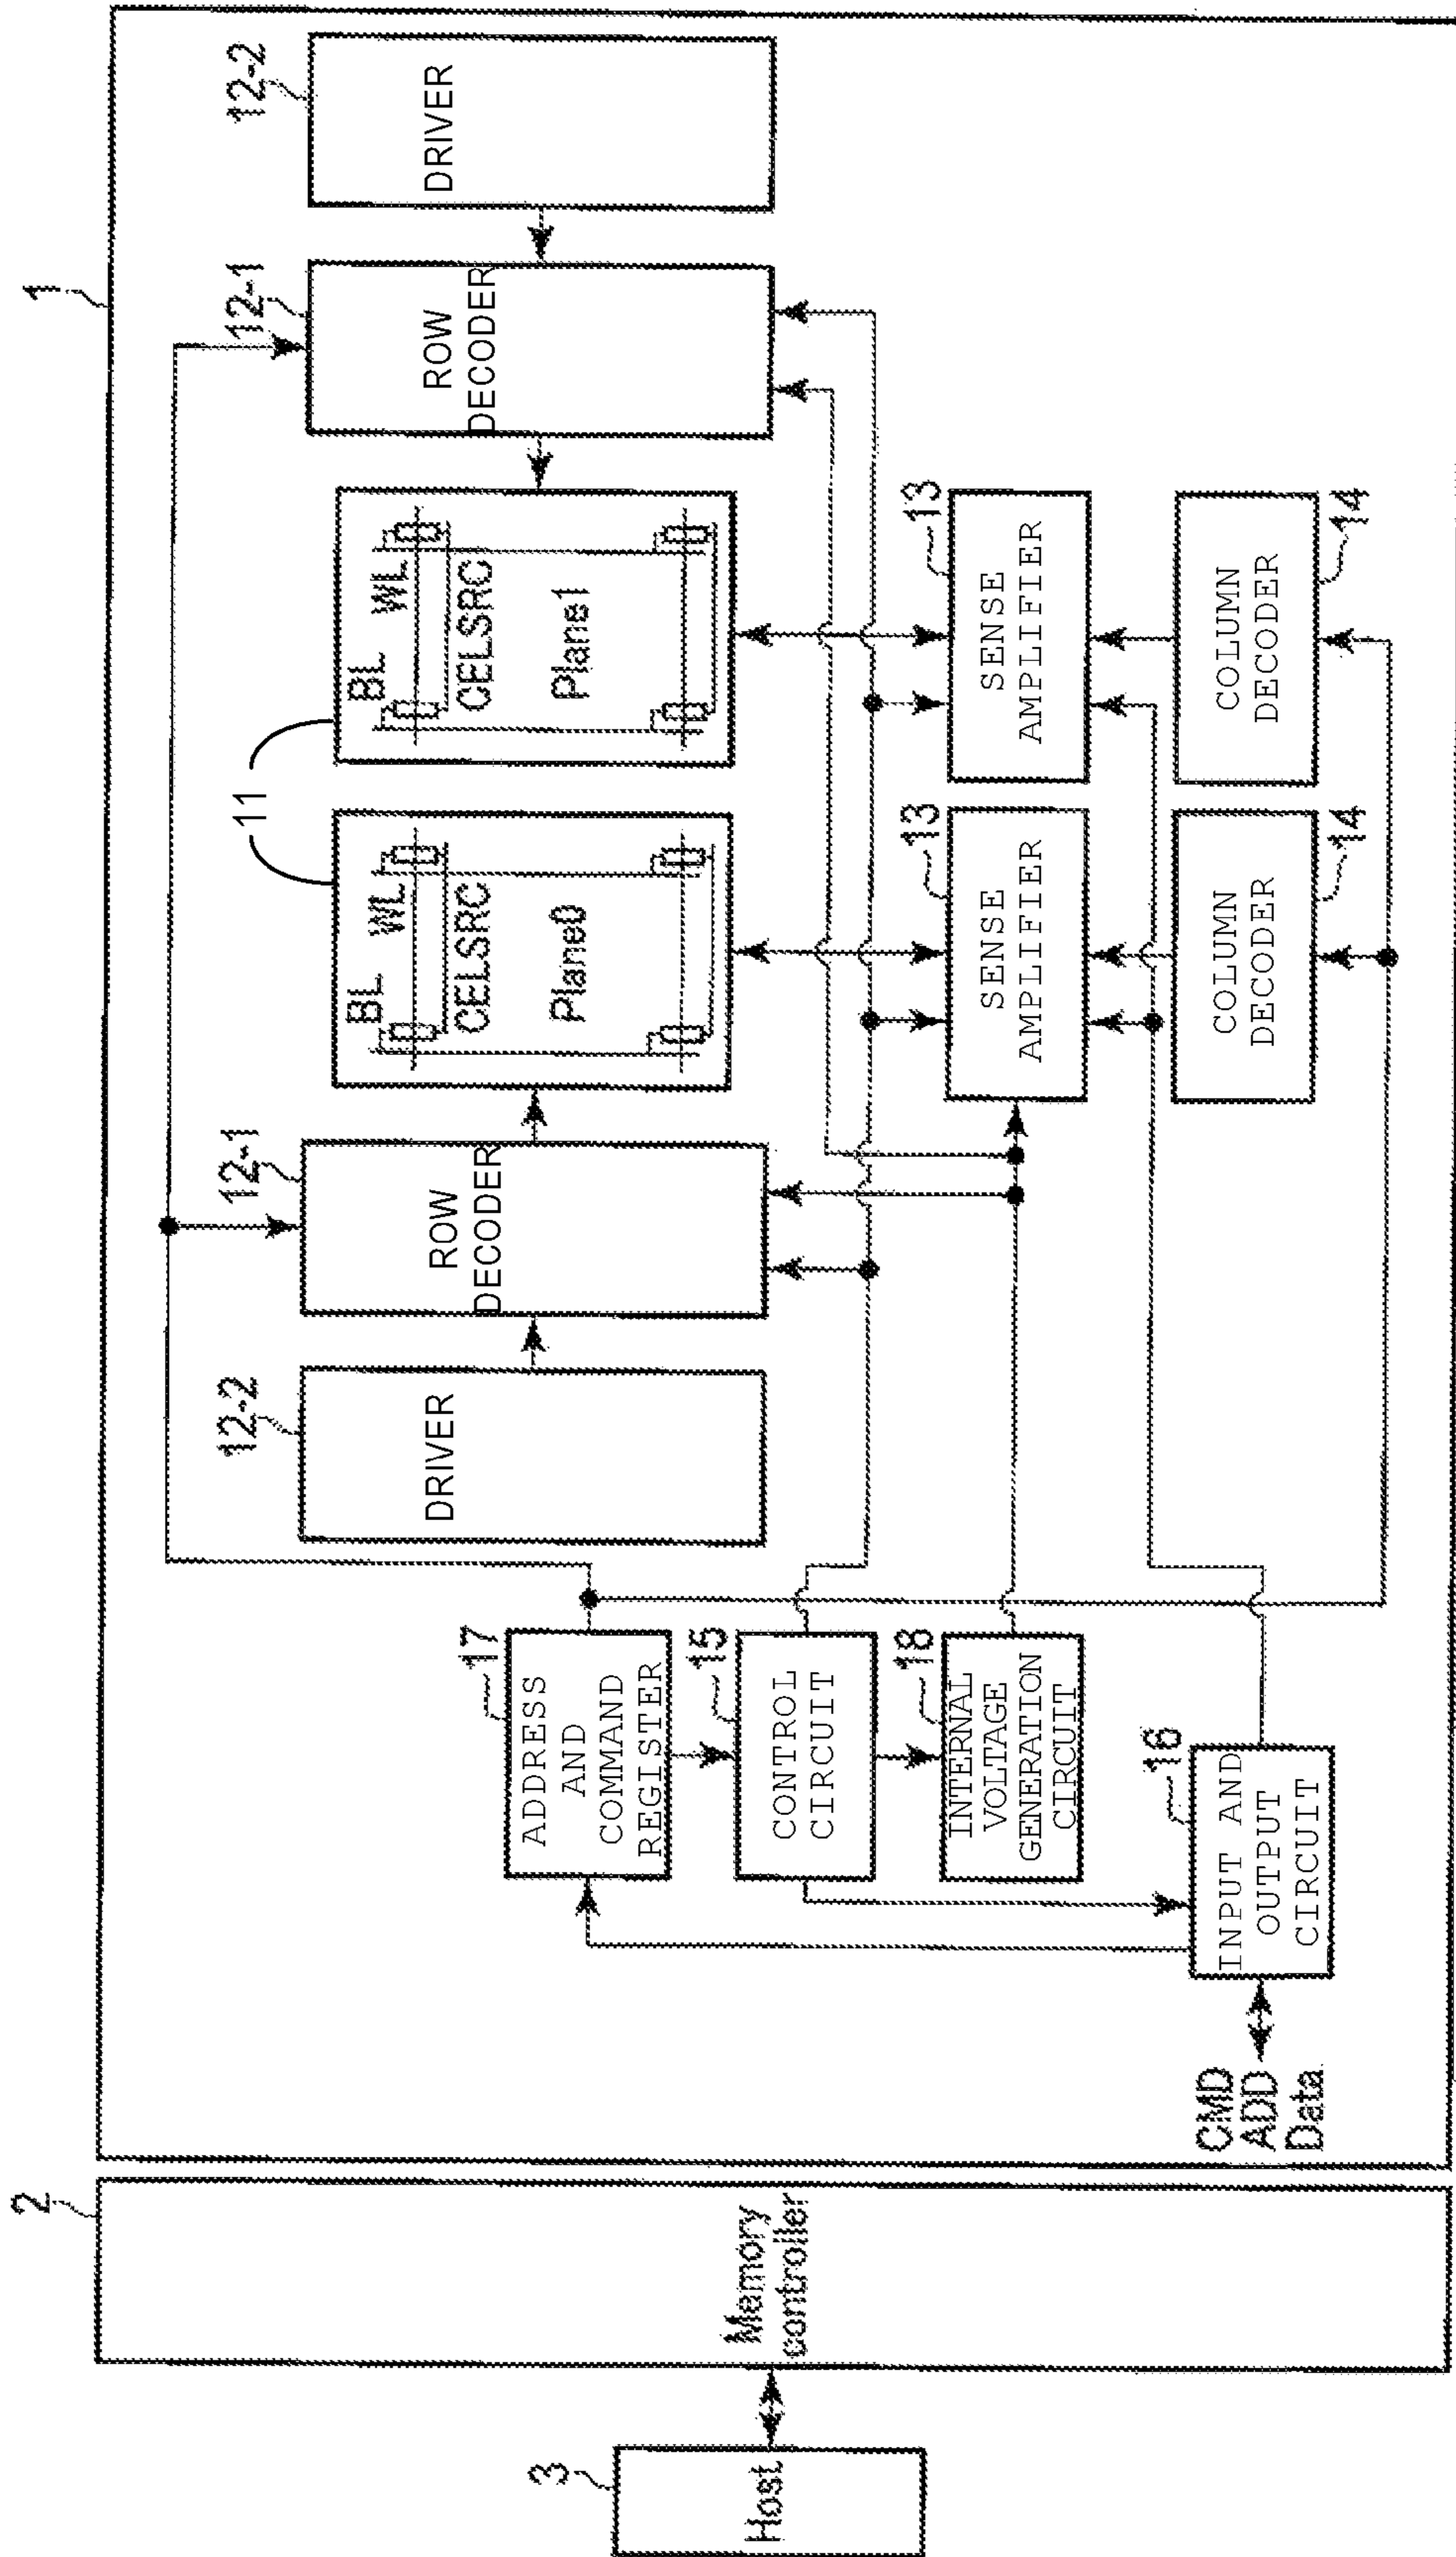 1
12-2
DRIVER
12-1
ROW
DECODER
11
BL
WL
CELSRC
Plane0
BL
WL
CELSRC
Plane1
12-1
ROW
DECODER
12-2
DRIVER
17
ADDRESS
AND
COMMAND
REGISTER
15
CONTROL
CIRCUIT
18
INTERNAL
VOLTAGE
GENERATION
CIRCUIT
13
SENSE
AMPLIFIER
13
SENSE
AMPLIFIER
16
INPUT AND
OUTPUT
CIRCUIT
COLUMN
DECODER
14
COLUMN
DECODER
14
CMD
ADD
Data
2
Memory
controller
3
Host